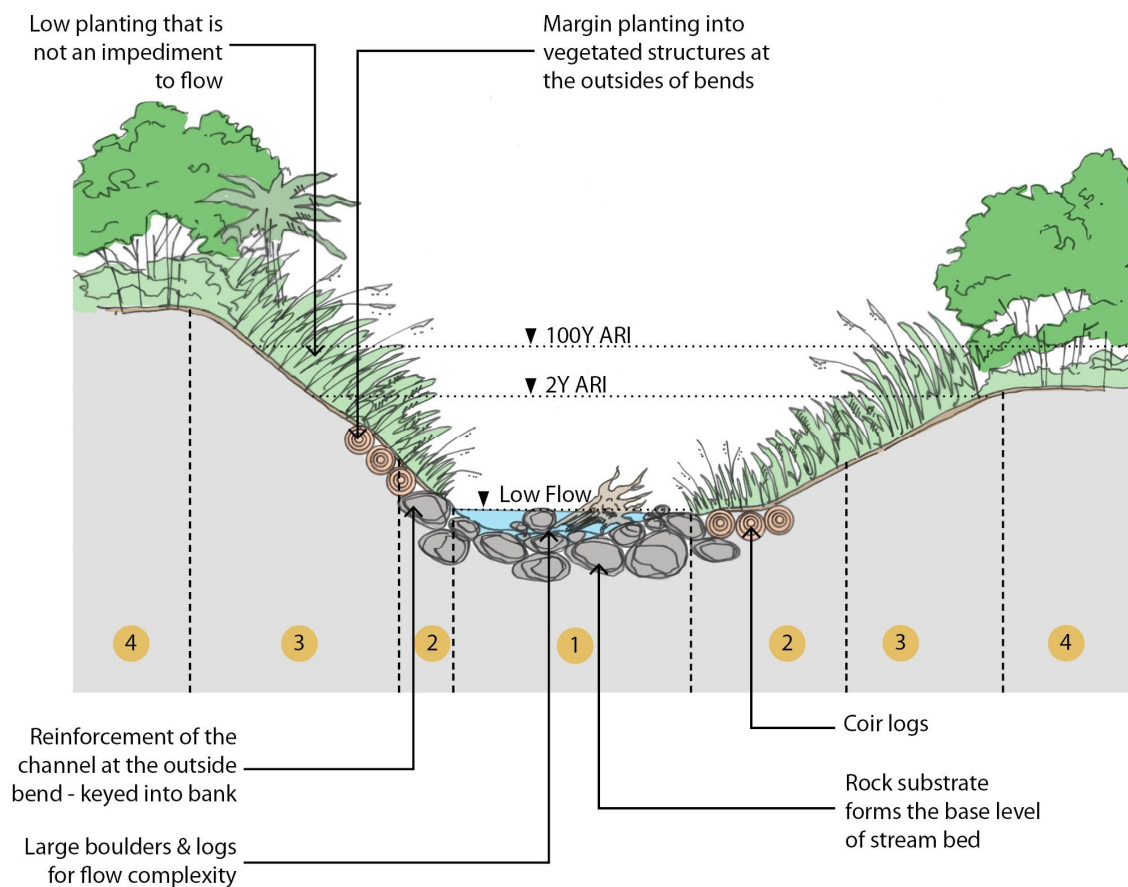 Low planting that is
not an impediment
to flow
Margin planting into
vegetated structures at
the outsides of bends
100Y ARI
2Y ARI
Low Flow
4
3
2
1
2
3
4
Reinforcement of the
channel at the outside
bend - keyed into bank
Large boulders & logs
for flow complexity
Coir logs
Rock substrate
forms the base level
of stream bed